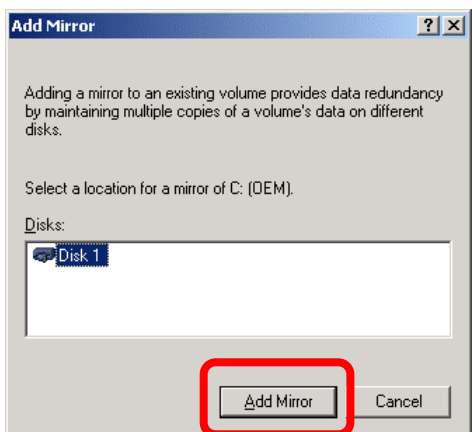 Add Mirror
Adding a mirror to an existing volume provides data redundancy
by maintaining multiple copies of a volume's data on different
disks.
Select a location for a mirror of C: (OEM).
Disks:
Disk 1
Add Mirror Cancel